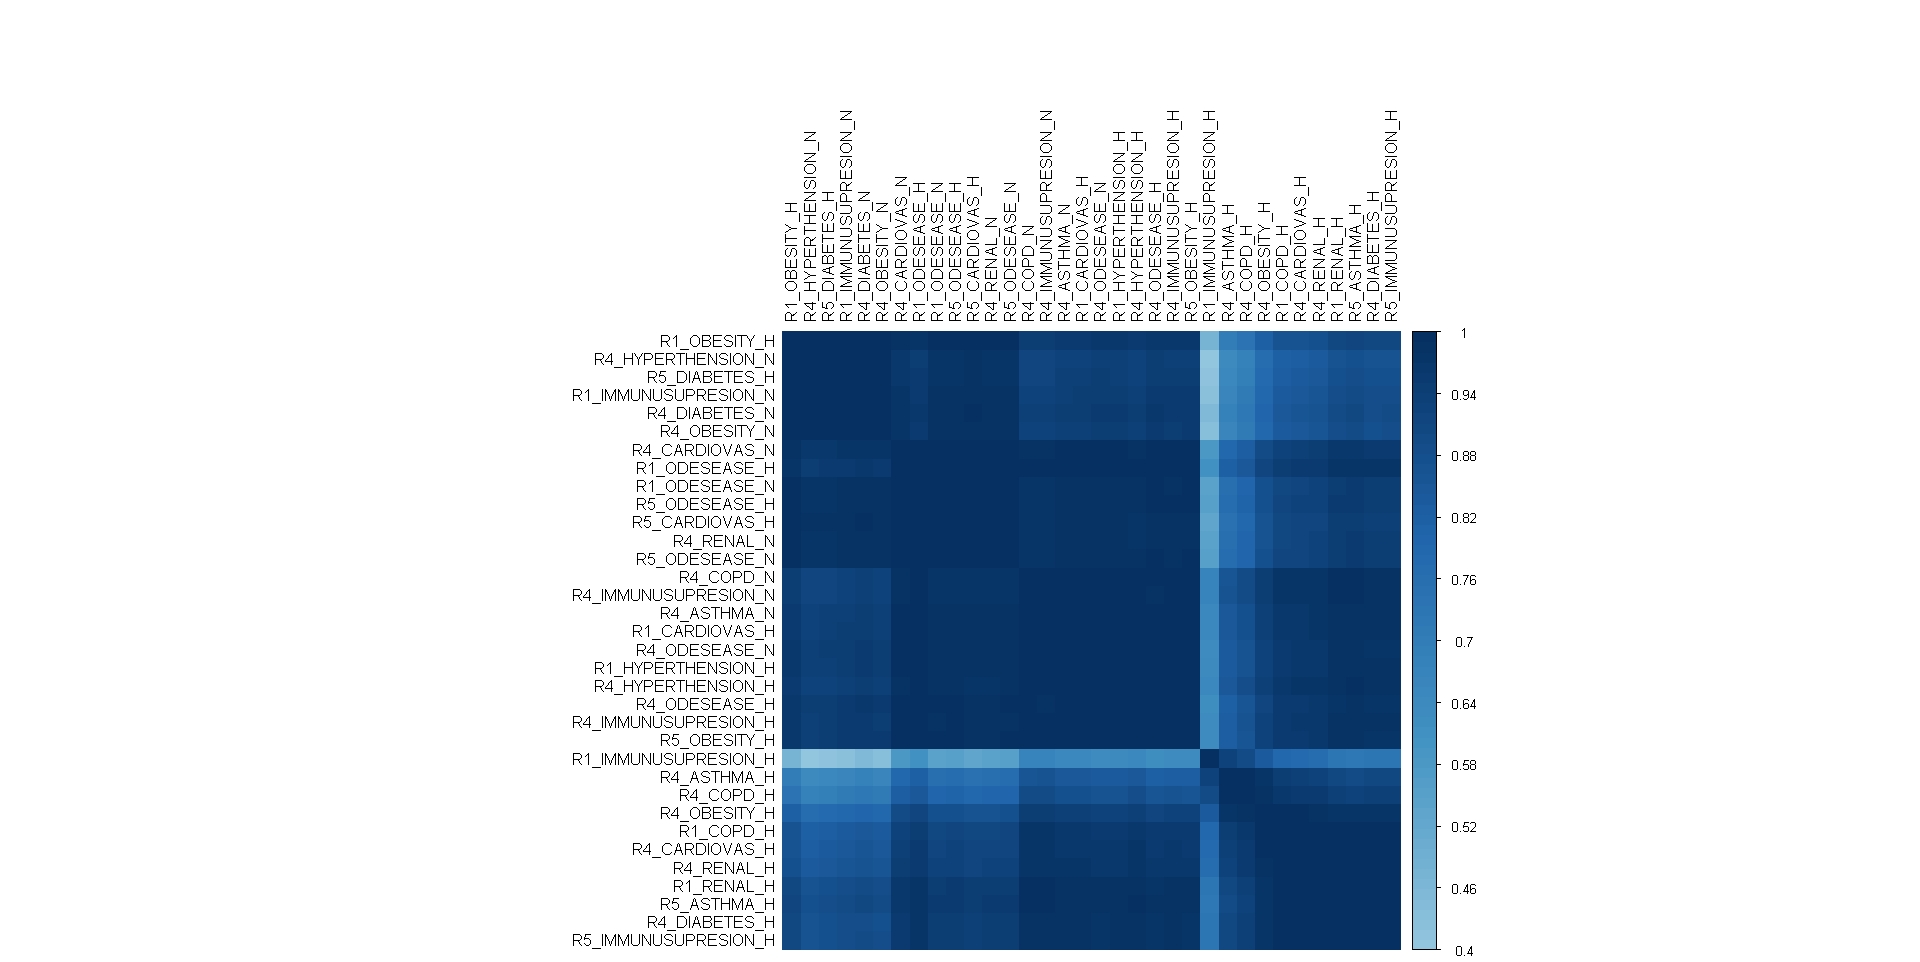 R1_OBESITY_H
R4_HYPERTHENSION_N
R5_DIABETES_H
R1_IMMUNUSUPRESION_N
R4_DIABETES_N
R4_OBESITY_N
R4_CARDIOVAS_N
R1_ODESEASE_H
R1_ODESEASE_N
R5_ODESEASE_H
R5_CARDIOVAS_H
R4_RENAL_N
R5_ODESEASE_N
R4_COPD_N
R4_IMMUNUSUPRESION_N
R4_ASTHMA_N
R1_CARDIOVAS_H
R4_ODESEASE_N
R1_HYPERTHENSION_H
R4_HYPERTHENSION_H
R4_ODESEASE_H
R4_IMMUNUSUPRESION_H
R5_OBESITY_H
R1_IMMUNUSUPRESION_H
R4_ASTHMA_H
R4_COPD_H
R4_OBESITY_H
R1_COPD_H
R4_CARDIOVAS_H
R4_RENAL_H
R1_RENAL_H
R5_ASTHMA_H
R4_DIABETES_H
R5_IMMUNUSUPRESION_H
R1_OBESITY_H
R4_HYPERTHENSION_N
R5_DIABETES_H
R1_IMMUNUSUPRESION_N
R4_DIABETES_N
R4_OBESITY_N
R4_CARDIOVAS_N
R1_ODESEASE_H
R1_ODESEASE_N
R5_ODESEASE_H
R5_CARDIOVAS_H
R4_RENAL_N
R5_ODESEASE_N
R4_COPD_N
R4_IMMUNUSUPRESION_N
R4_ASTHMA_N
R1_CARDIOVAS_H
R4_ODESEASE_N
R1_HYPERTHENSION_H
R4_HYPERTHENSION_H
R4_ODESEASE_H
R4_IMMUNUSUPRESION_H
R5_OBESITY_H
R1_IMMUNUSUPRESION_H
R4_ASTHMA_H
R4_COPD_H
R4_OBESITY_H
R1_COPD_H
R4_CARDIOVAS_H
R4_RENAL_H
R1_RENAL_H
R5_ASTHMA_H
R4_DIABETES_H
R5_IMMUNUSUPRESION_H
1
0.94
0.88
0.82
0.76
0.7
0.64
0.58
0.52
0.46
0.4